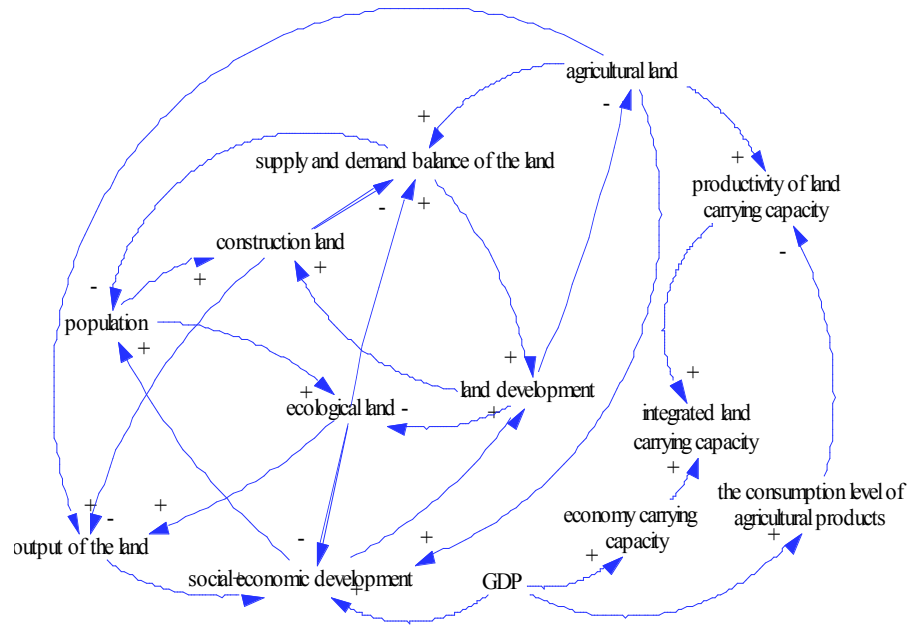 agricultural land
-
+
supply and demand balance of the land
+
productivity of land
carrying capacity
-
+
construction land
+
+
-
-
population
+
+
+
land development
+
ecological land -
+
integrated land
carrying capacity
+
the consumption level of
agricultural products
+
economy carrying
capacity
+
+
-
+
output of the land
-
+
+
social-economic development
+
+
GDP